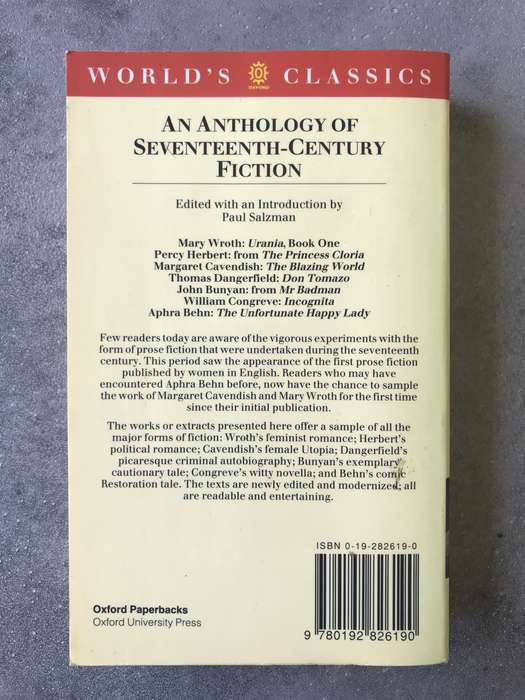 WORLD'S OXFORD CLASSICS
AN ANTHOLOGY OF
SEVENTEENTH-CENTURY
FICTION
Edited with an Introduction by
Paul Salzman
Mary Wroth: Urania, Book One
Percy Herbert: from The Princess Cloria
Margaret Cavendish: The Blazing World
Thomas Dangerfield: Don Tomazo
John Bunyan: from Mr Badman
William Congreve: Incognita
Aphra Behn: The Unfortunate Happy Lady
Few readers today are aware of the vigorous experiments with the
form of prose fiction that were undertaken during the seventeenth
century. This period saw the appearance of the first prose fiction
published by women in English. Readers who may have
encountered Aphra Behn before, now have the chance to sample
the work of Margaret Cavendish and Mary Wroth for the first time
since their initial publication.
The works or extracts presented here offer a sample of all the
major forms of fiction: Wroth's feminist romance; Herbert's
political romance; Cavendish's female Utopia; Dangerfield's
picaresque criminal autobiography; Bunyan's exemplary
cautionary tale; Congreve's witty novella; and Behn's comic
Restoration tale. The texts are newly edited and modernized; all
are readable and entertaining.
ISBN 0-19-282619-0
Oxford Paperbacks
Oxford University Press
9 780192 826190